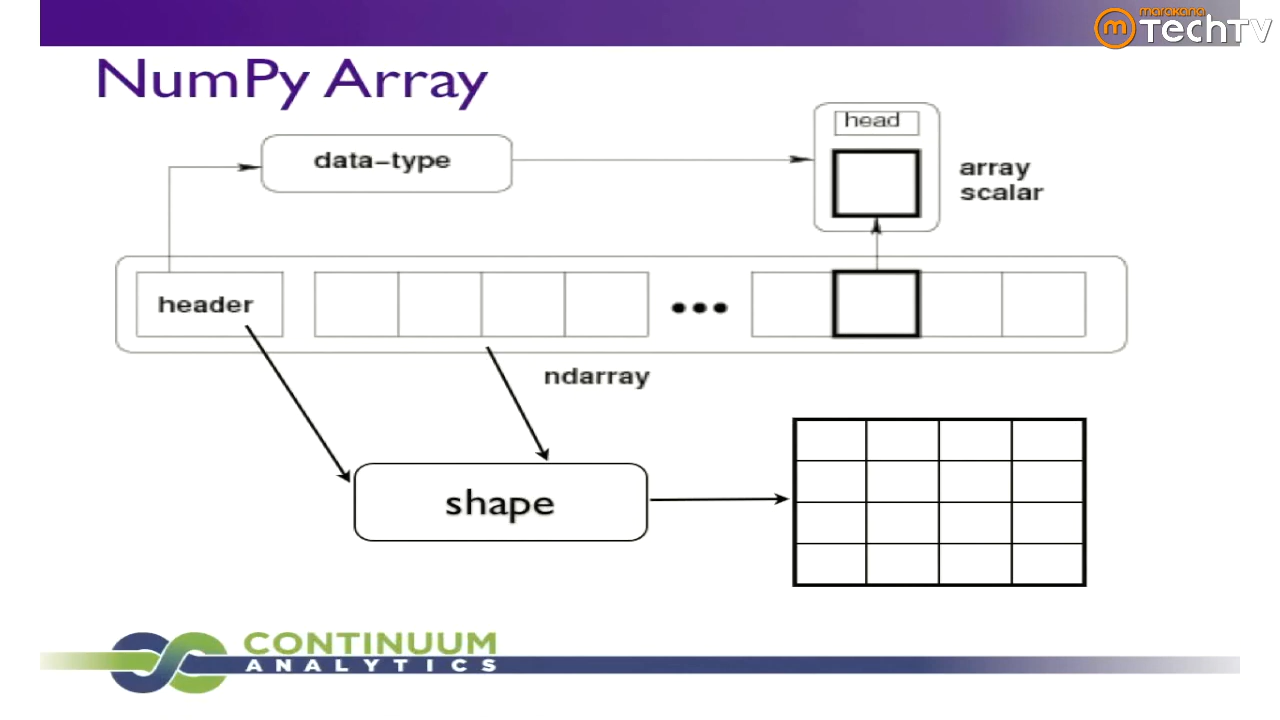 marakana
TechTV
NumPy Array
head
data-type
array
scalar
header
ndarray
shape
CONTINUUM
ANALYTICS